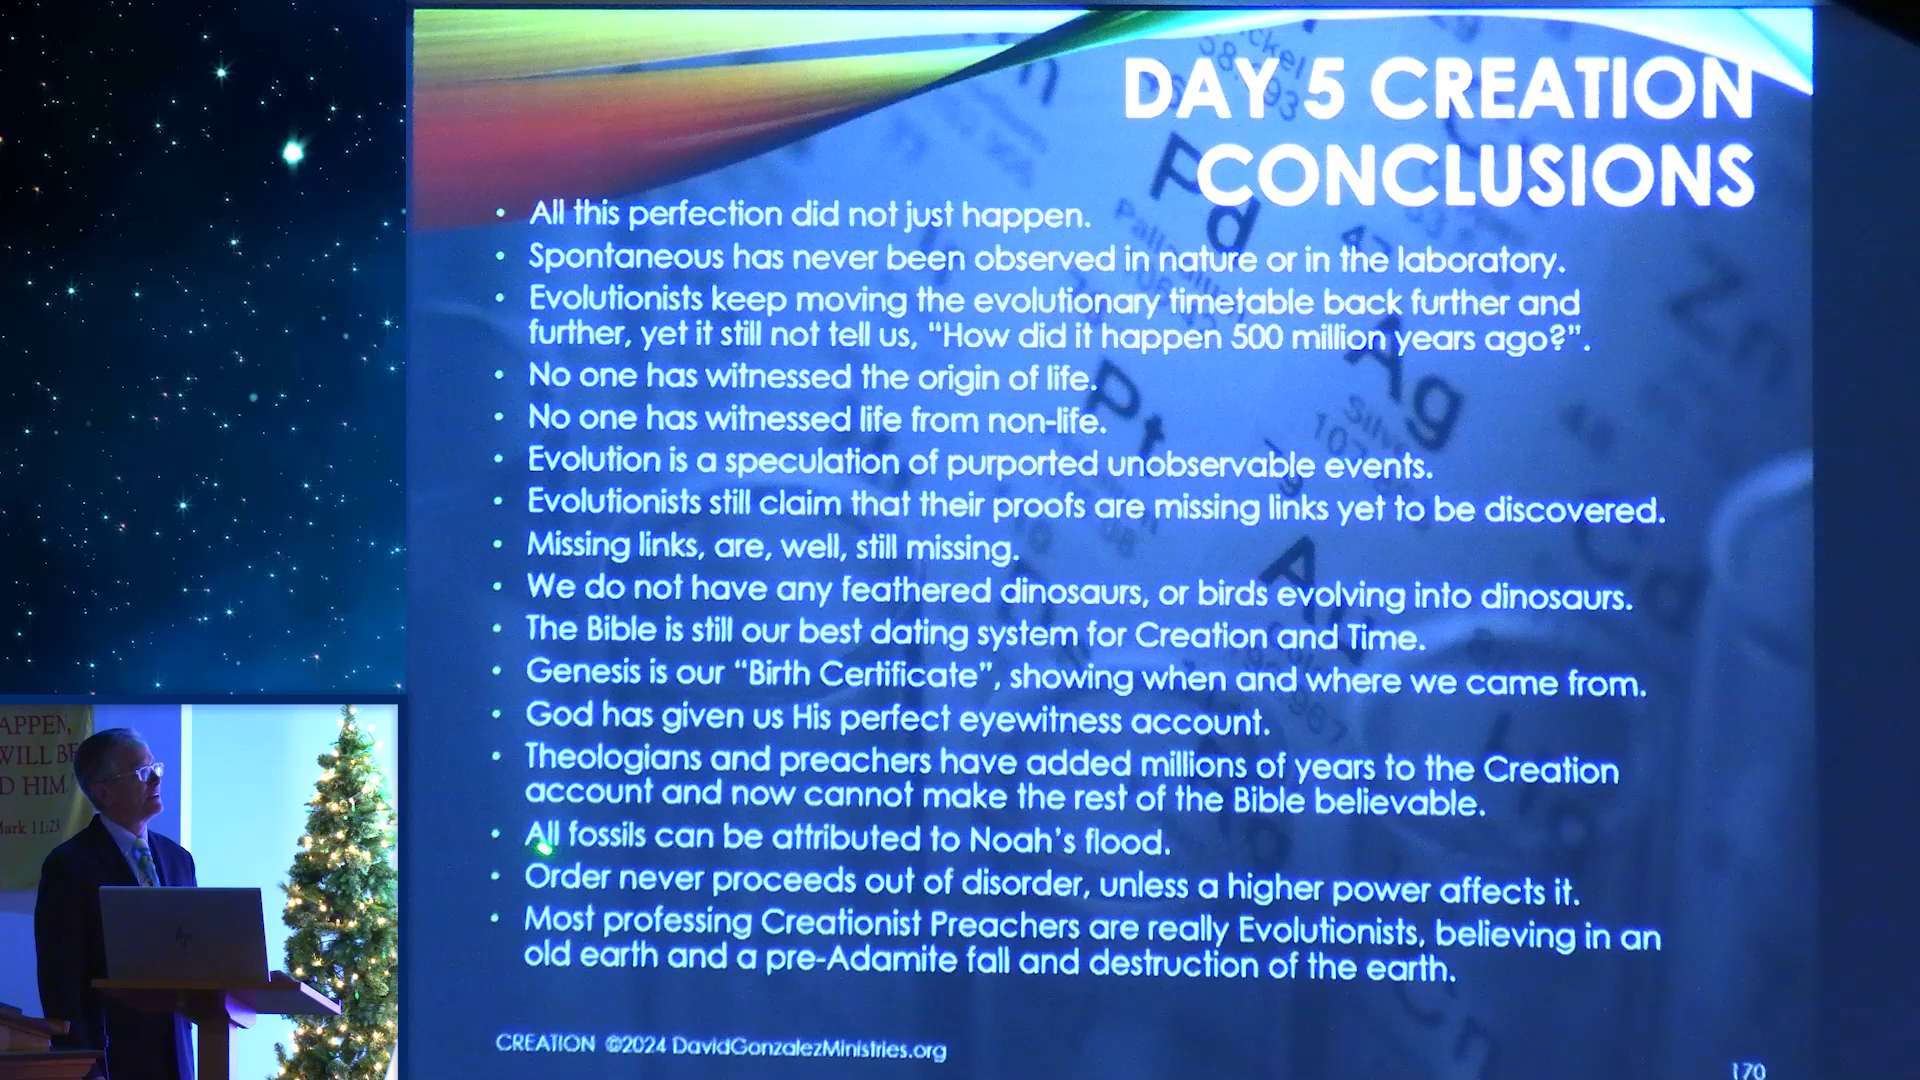 DAY 5 CREATION
CONCLUSIONS
• All this perfection did not just happen.
• Spontaneous has never been observed in nature or in the laboratory.
• Evolutionists keep moving the evolutionary timetable back further and
further, yet it still not tell us, “How did it happen 500 million years ago?”.
• No one has witnessed the origin of life.
• No one has witnessed life from non-life.
• Evolution is a speculation of purported unobservable events.
• Evolutionists still claim that their proofs are missing links yet to be discovered.
• Missing links, are, well, still missing.
• We do not have any feathered dinosaurs, or birds evolving into dinosaurs.
• The Bible is still our best dating system for Creation and Time.
• Genesis is our “Birth Certificate”, showing when and where we came from.
• God has given us His perfect eyewitness account.
• Theologians and preachers have added millions of years to the Creation
account and now cannot make the rest of the Bible believable.
• All fossils can be attributed to Noah’s flood.
• Order never proceeds out of disorder, unless a higher power affects it.
• Most professing Creationist Preachers are really Evolutionists, believing in an
old earth and a pre-Adamite fall and destruction of the earth.
CREATION ©2024 DavidGonzalezMinistries.org
170
APPEN,
WILL BE
D HIM.
Mark 11:23
hp
Pd
Ag
Pt
Zn
Cd
Hg
Cn